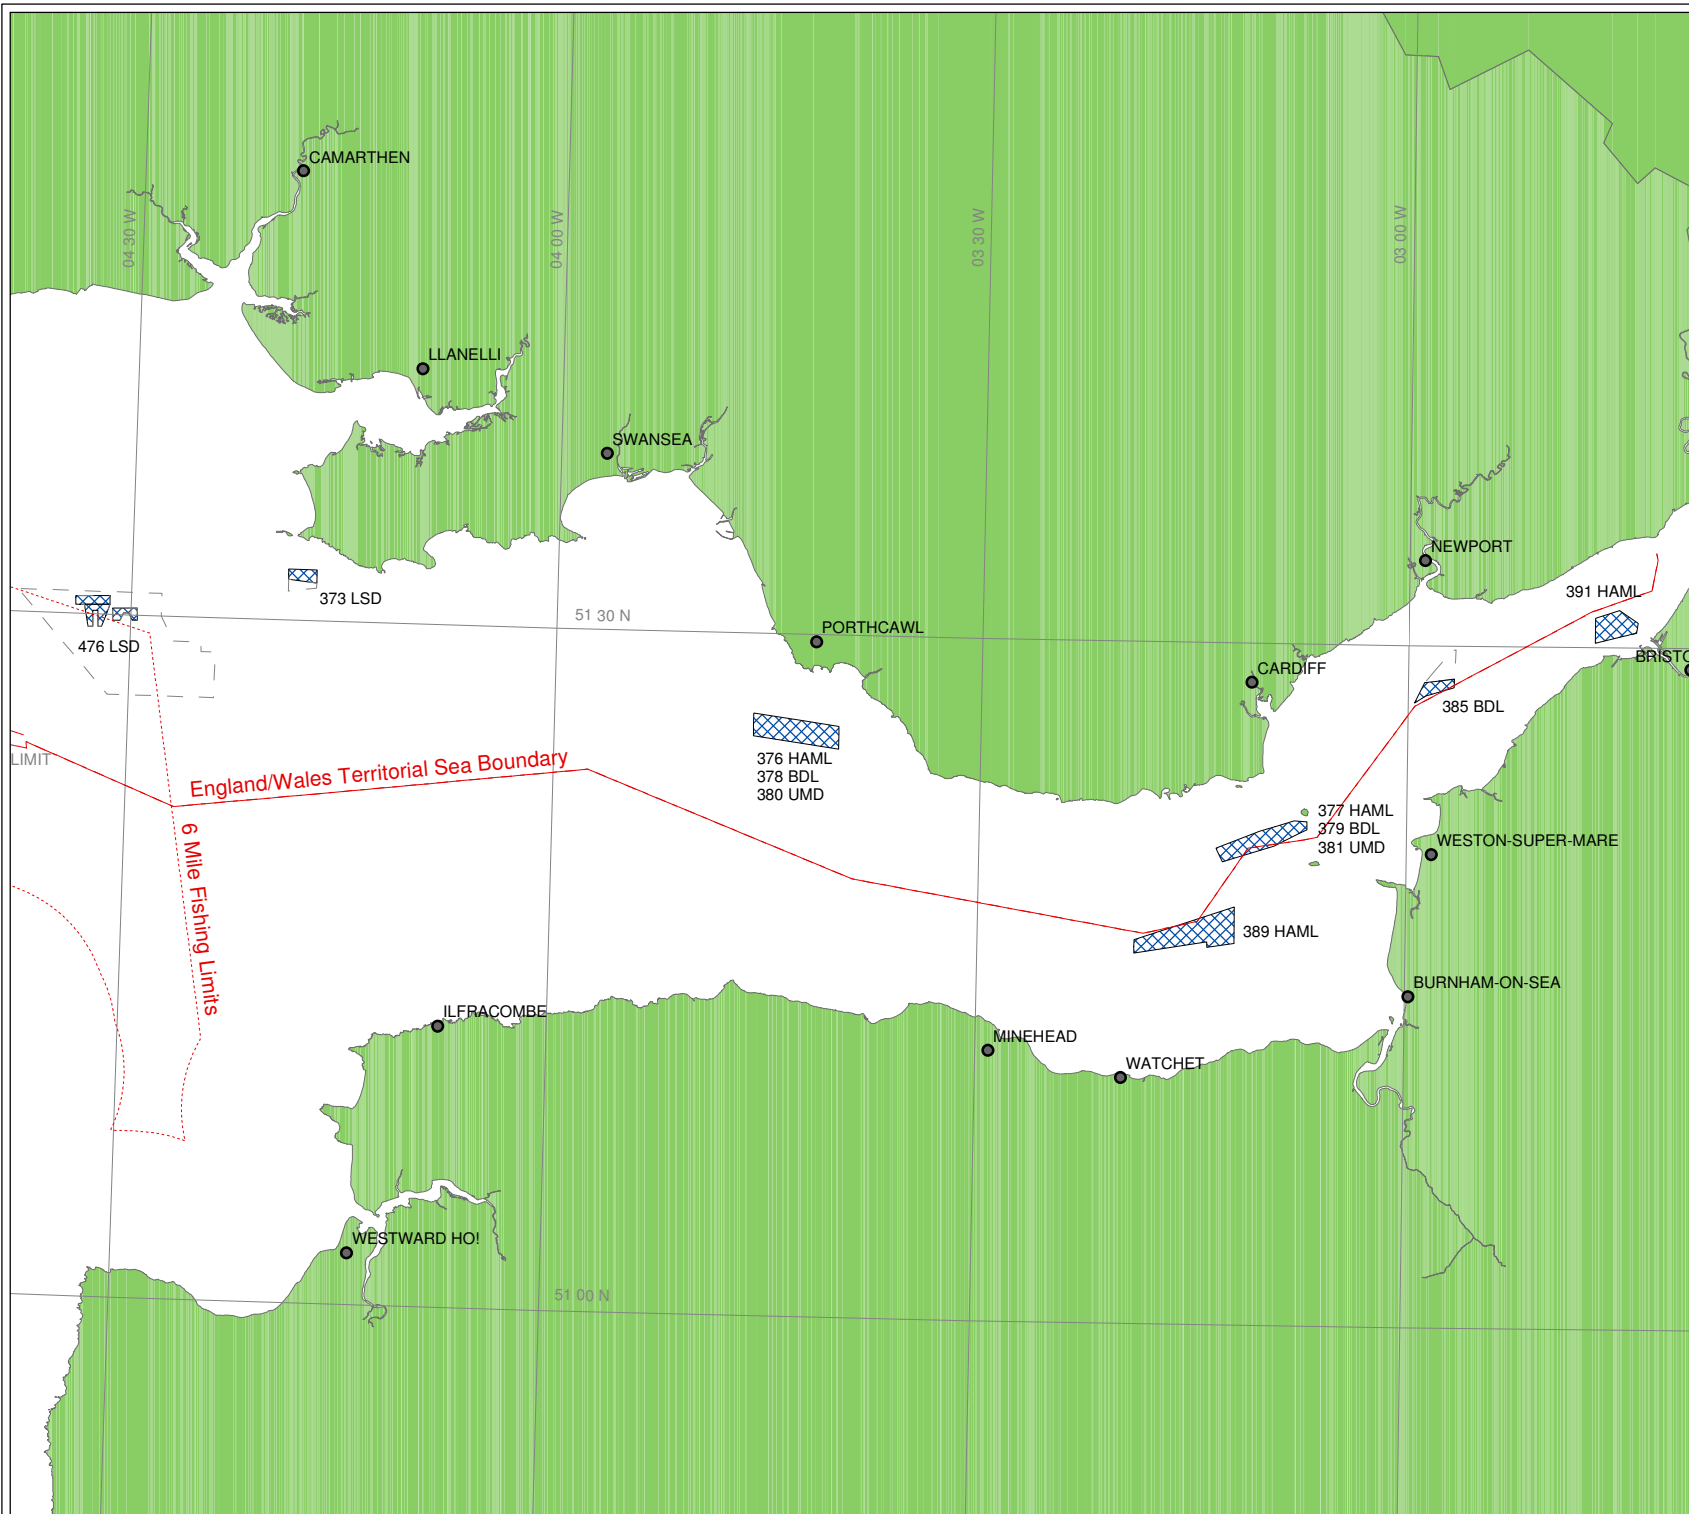 CAMARTHEN
04 30 W
04 00 W
03 30 W
03 00 W
LLANELLI
SWANSEA
NEWPORT
373 LSD
391 HAML
51 30 N
PORTHCAWL
476 LSD
CARDIFF
BRISTO
385 BDL
LIMIT
England/Wales Territorial Sea Boundary
376 HAML
378 BDL
380 UMD
377 HAML
379 BDL
381 UMD
WESTON-SUPER-MARE
6 Mile Fishing Limits
389 HAML
BURNHAM-ON-SEA
ILFRACOMBE
MINEHEAD
WATCHET
WESTWARD HO!
51 00 N